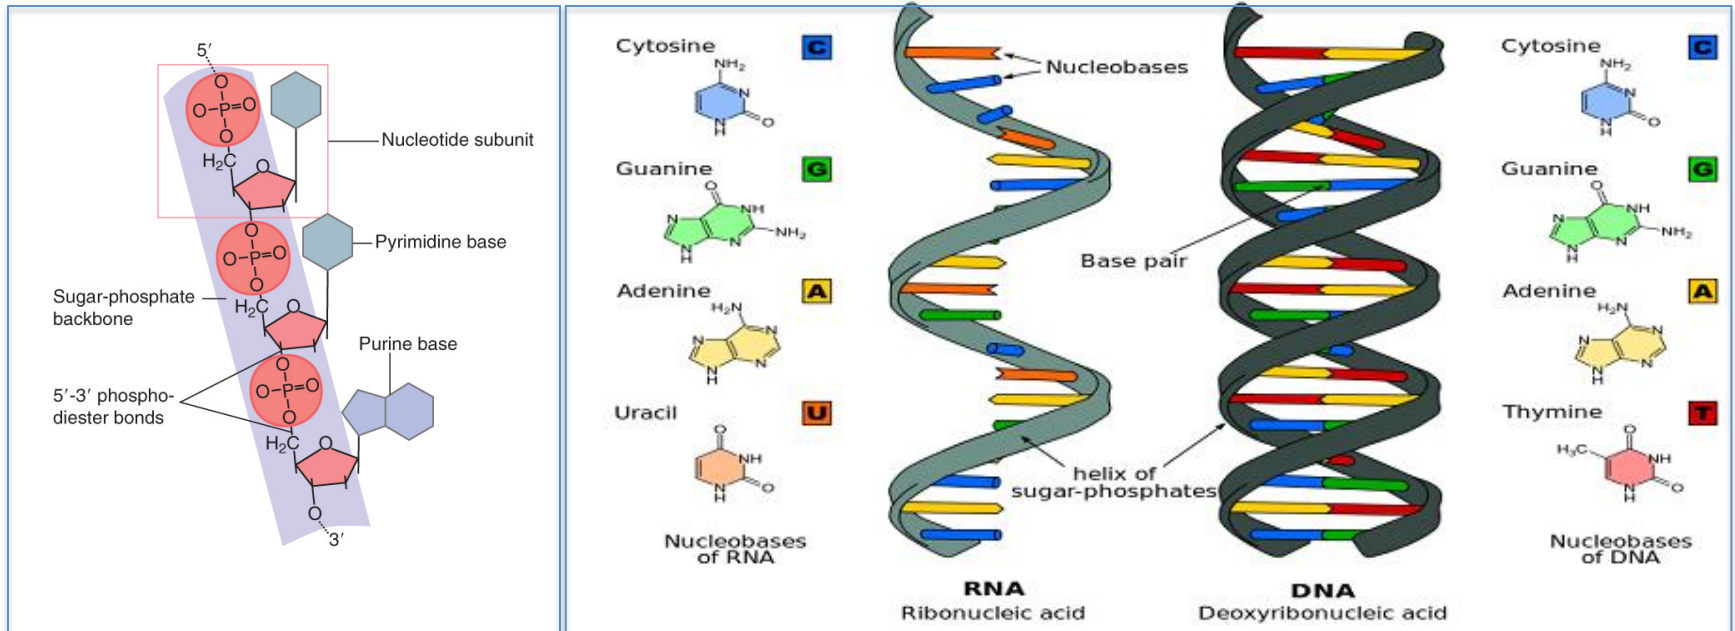 5′
O
O-P=O
O
H₂C
O
Nucleotide subunit
O
O-P=O
O
Pyrimidine base
Sugar-phosphate
backbone
H₂C
O
Purine base
O
O-P=O
O
5′-3′ phospho-
diester bonds
H₂C
O
O
3′
Cytosine C
NH₂
N
N
H
O
Guanine G
O
N
NH
N
H
N
NH₂
Adenine A
H₂N
N
N
N
H
N
Uracil U
O
NH
N
H
O
Nucleobases
of RNA
Nucleobases
Base pair
helix of
sugar-phosphates
RNA
Ribonucleic acid
DNA
Deoxyribonucleic acid
Cytosine C
NH₂
N
N
H
O
Guanine G
O
N
NH
N
H
N
NH₂
Adenine A
H₂N
N
N
N
H
N
Thymine T
O
H₃C
NH
N
H
O
Nucleobases
of DNA